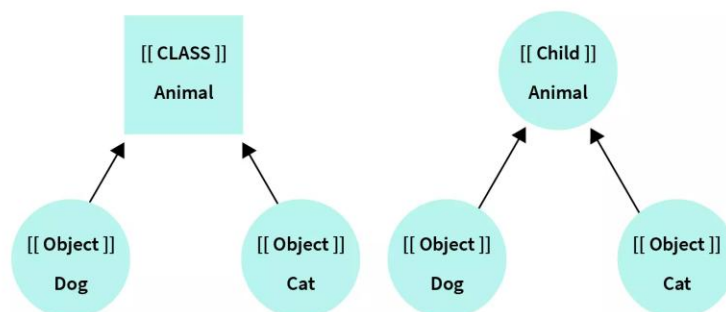 [[ CLASS ]]
Animal
[[ Object ]]
Dog
[[ Object ]]
Cat
[[ Child ]]
Animal
[[ Object ]]
Dog
[[ Object ]]
Cat